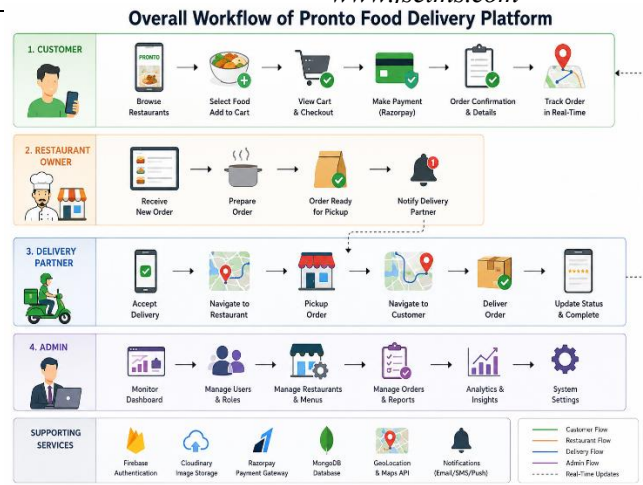 Overall Workflow of Pronto Food Delivery Platform
1. CUSTOMER
PRONTO
Browse
Restaurants
Select Food
Add to Cart
View Cart
& Checkout
Make Payment
(Razorpay)
Order Confirmation
& Details
Track Order
in Real-Time
2. RESTAURANT
OWNER
Receive
New Order
Prepare
Order
Order Ready
for Pickup
1
Notify Delivery
Partner
3. DELIVERY
PARTNER
Accept
Delivery
Navigate to
Restaurant
Pickup
Order
Navigate to
Customer
Deliver
Order
Update Status
& Complete
4. ADMIN
Monitor
Dashboard
Manage Users
& Roles
Manage Restaurants
& Menus
Manage Orders
& Reports
Analytics &
Insights
System
Settings
SUPPORTING
SERVICES
Firebase
Authentication
Cloudinary
Image Storage
Razorpay
Payment Gateway
MongoDB
Database
GeoLocation
& Maps API
Notifications
(Email/SMS/Push)
Customer Flow
Restaurant Flow
Delivery Flow
Admin Flow
Real-Time Updates